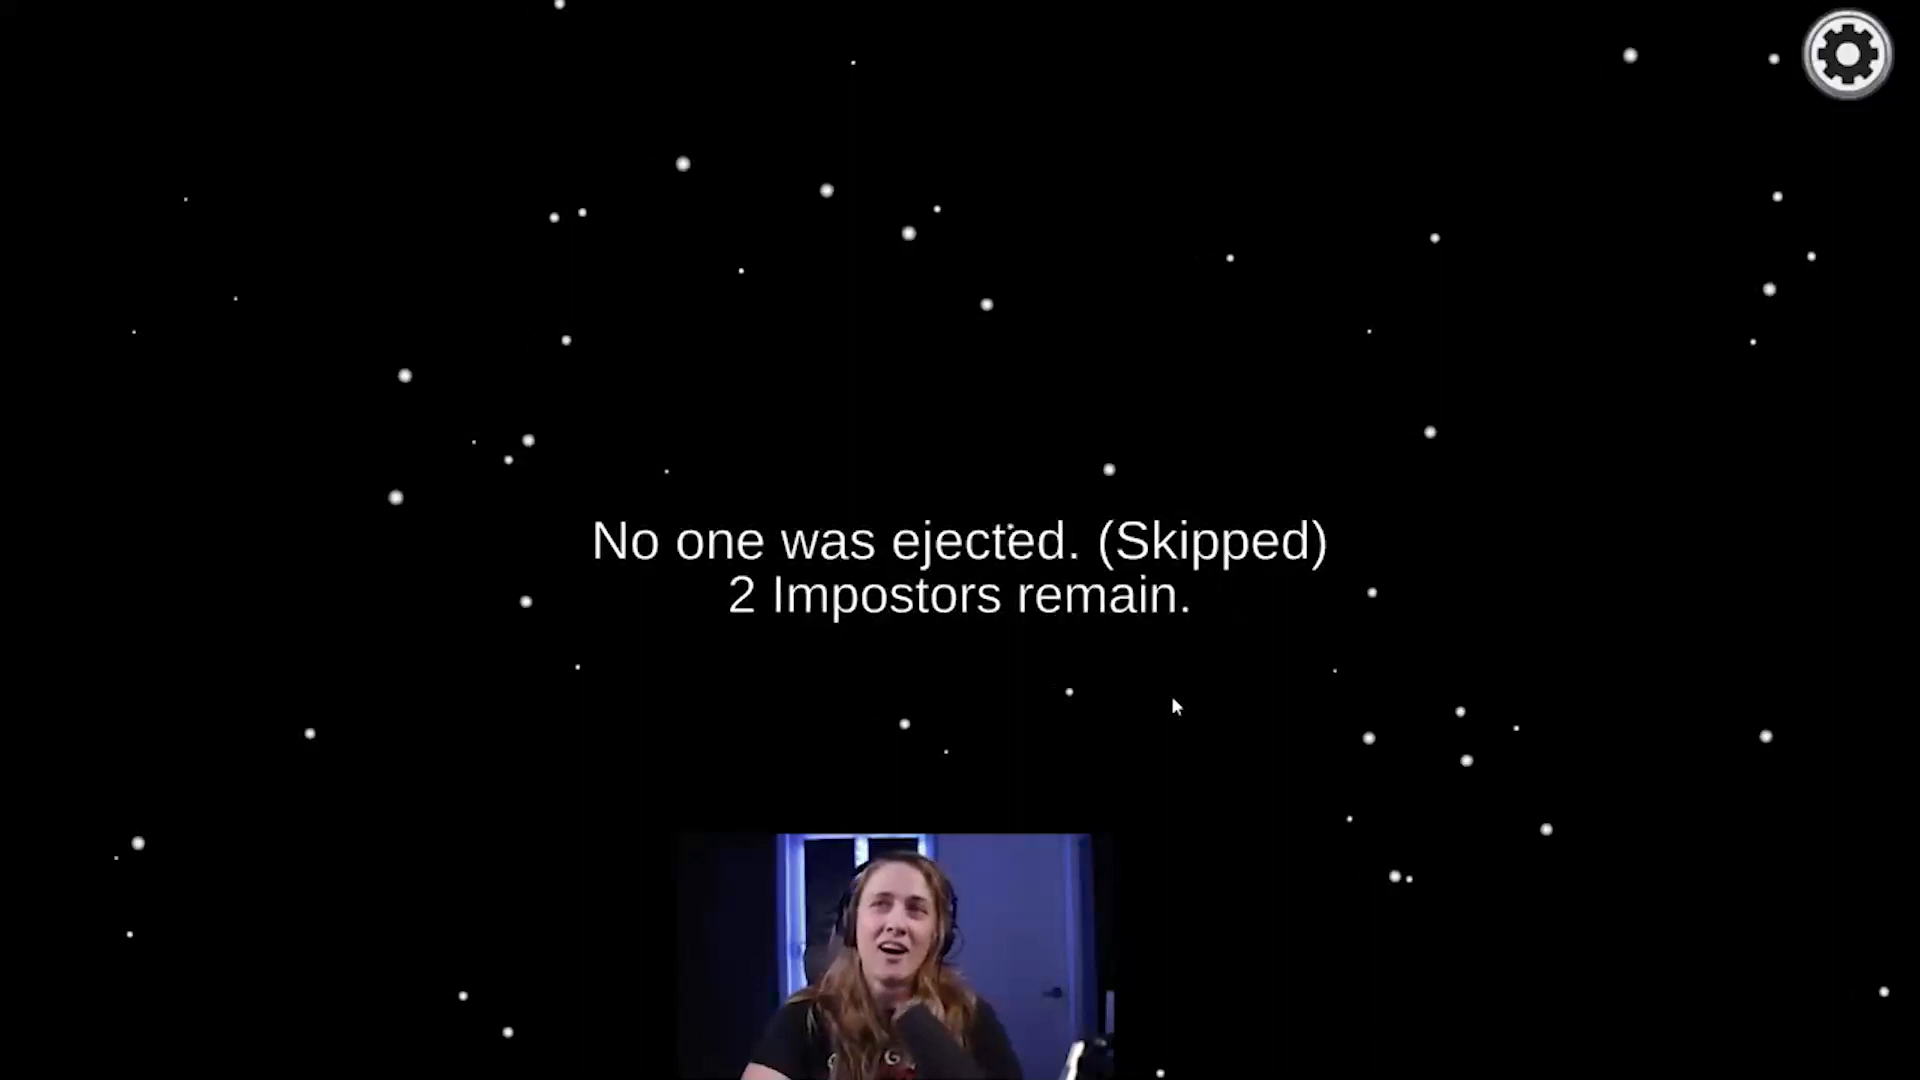 No one was ejected. (Skipped)
2 Impostors remain.